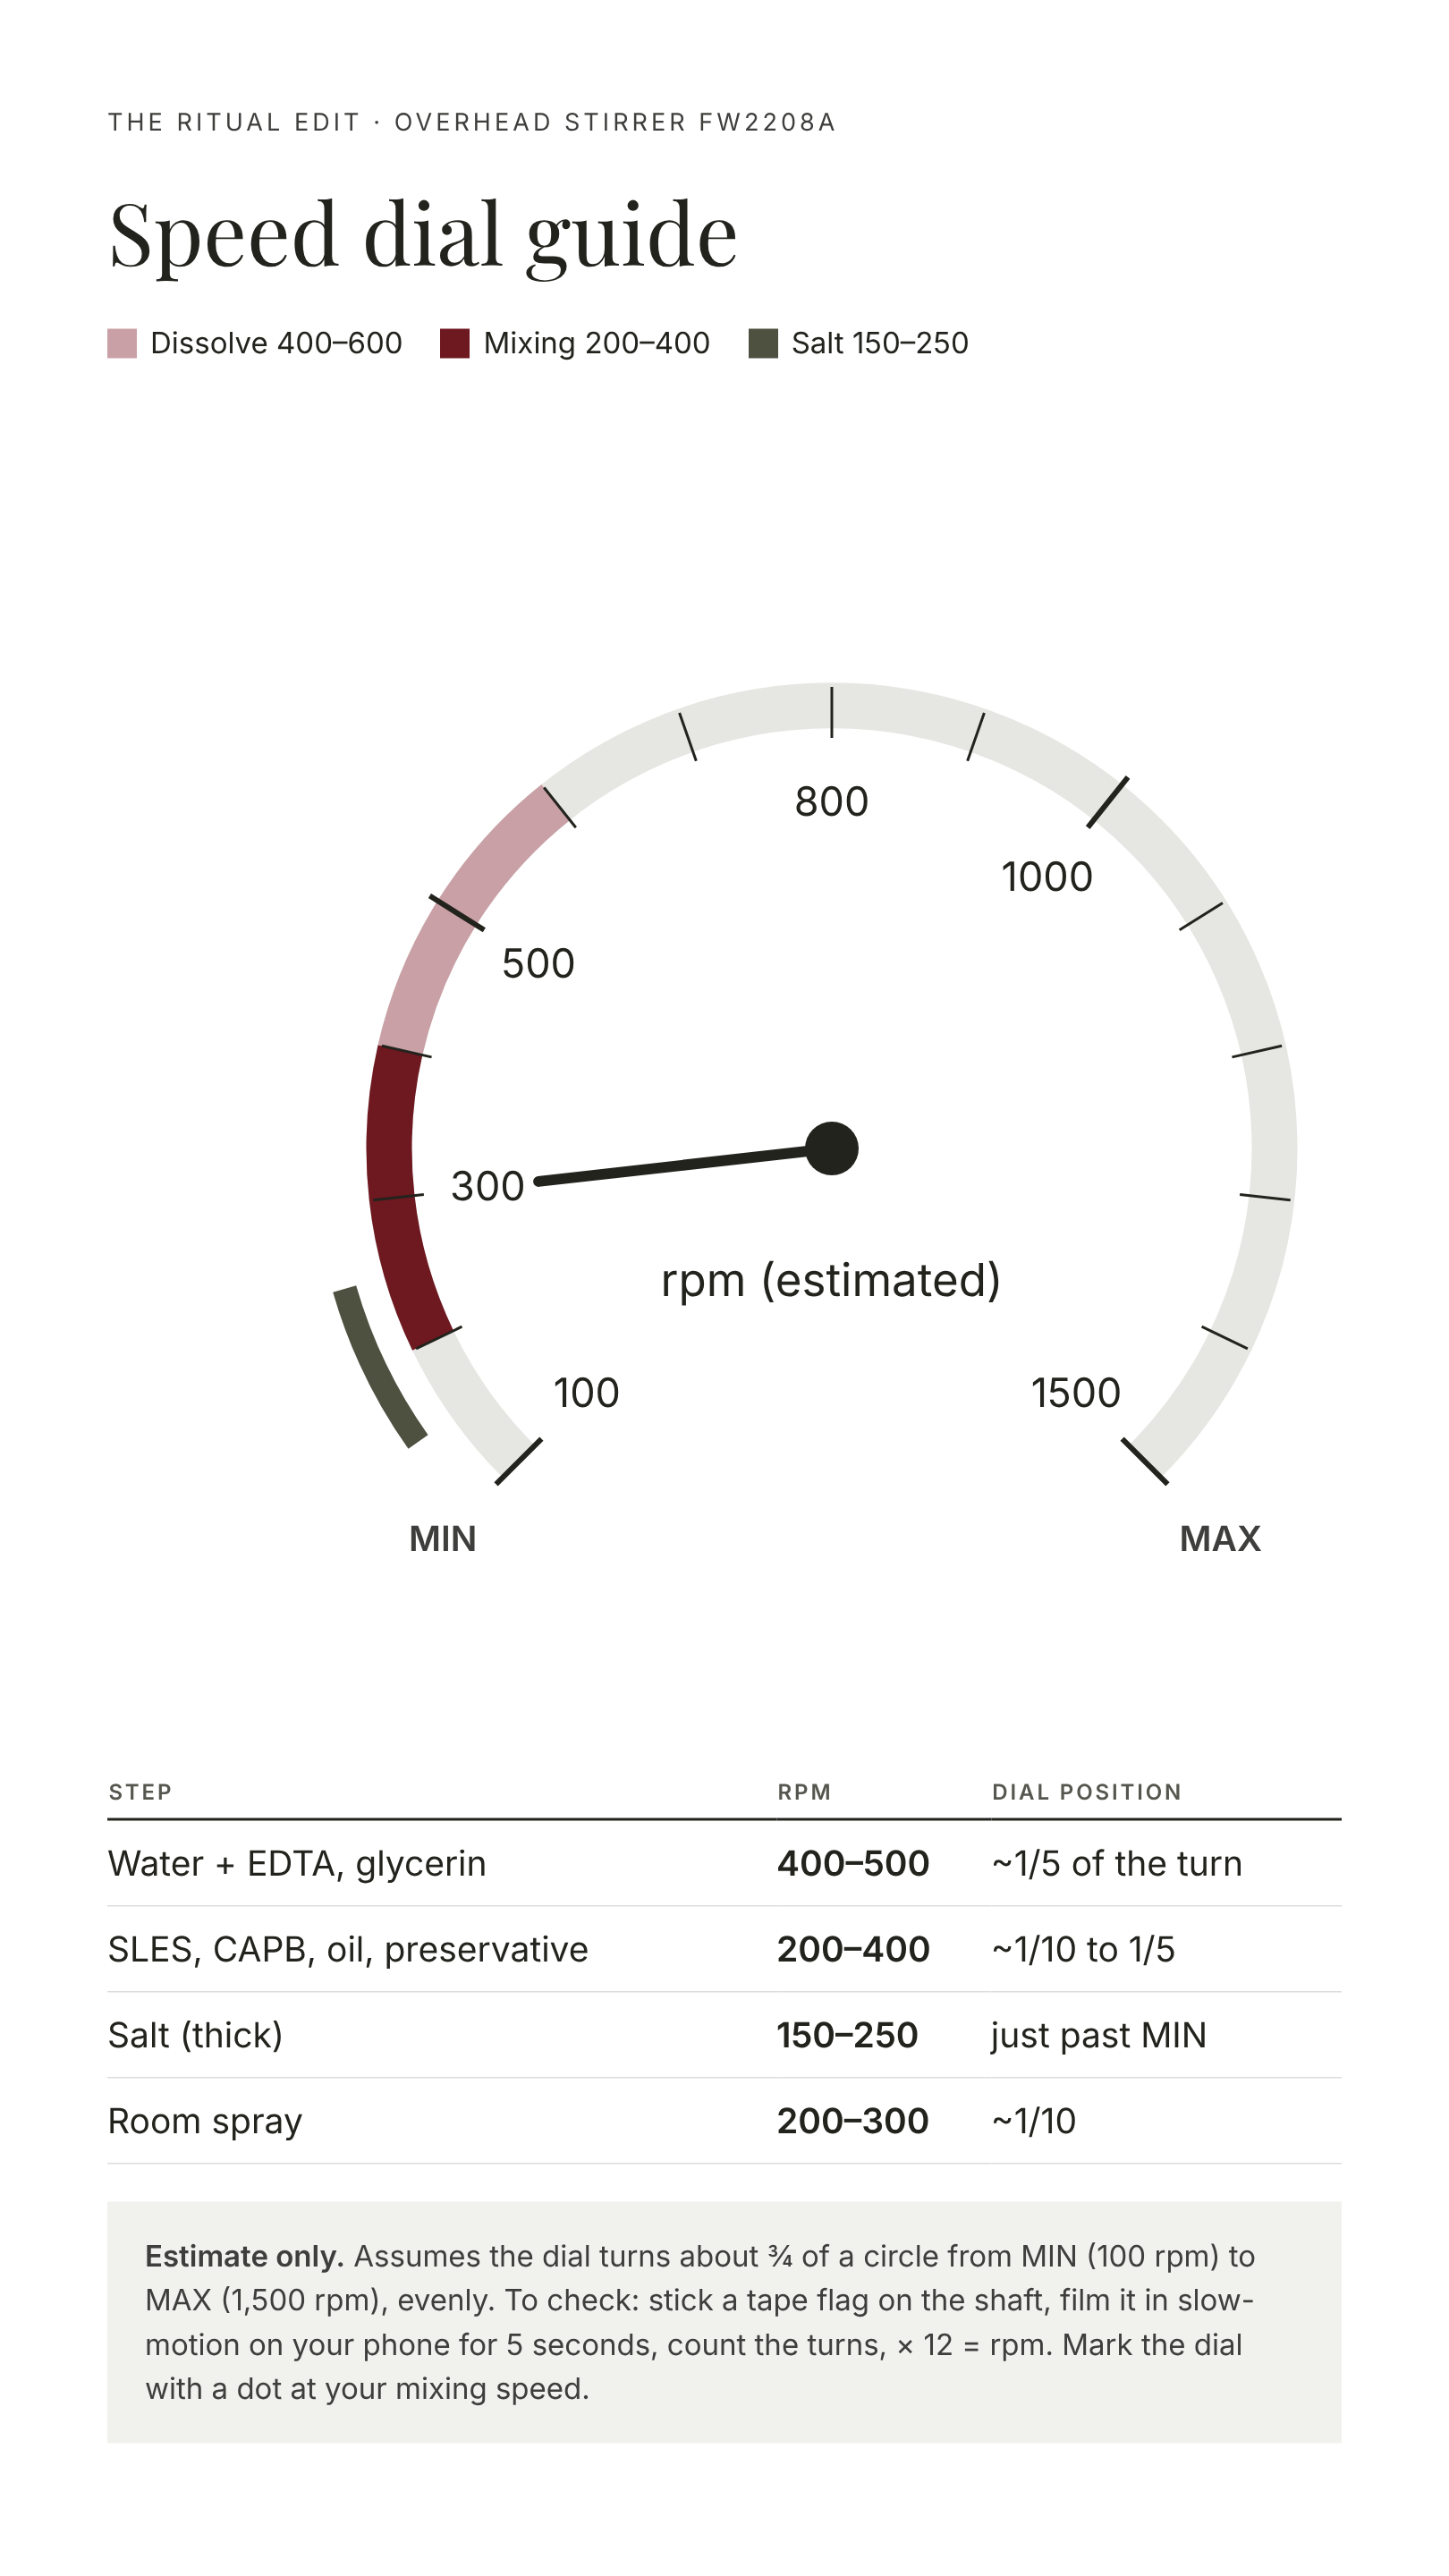 THE RITUAL EDIT · OVERHEAD STIRRER FW2208A
Speed dial guide
Dissolve 400–600 Mixing 200–400 Salt 150–250
800
1000
500
300
rpm (estimated)
100 1500
MIN MAX
STEP RPM DIAL POSITION
Water + EDTA, glycerin 400–500 ~1/5 of the turn
SLES, CAPB, oil, preservative 200–400 ~1/10 to 1/5
Salt (thick) 150–250 just past MIN
Room spray 200–300 ~1/10
Estimate only. Assumes the dial turns about ¾ of a circle from MIN (100 rpm) to
MAX (1,500 rpm), evenly. To check: stick a tape flag on the shaft, film it in slow-
motion on your phone for 5 seconds, count the turns, × 12 = rpm. Mark the dial
with a dot at your mixing speed.